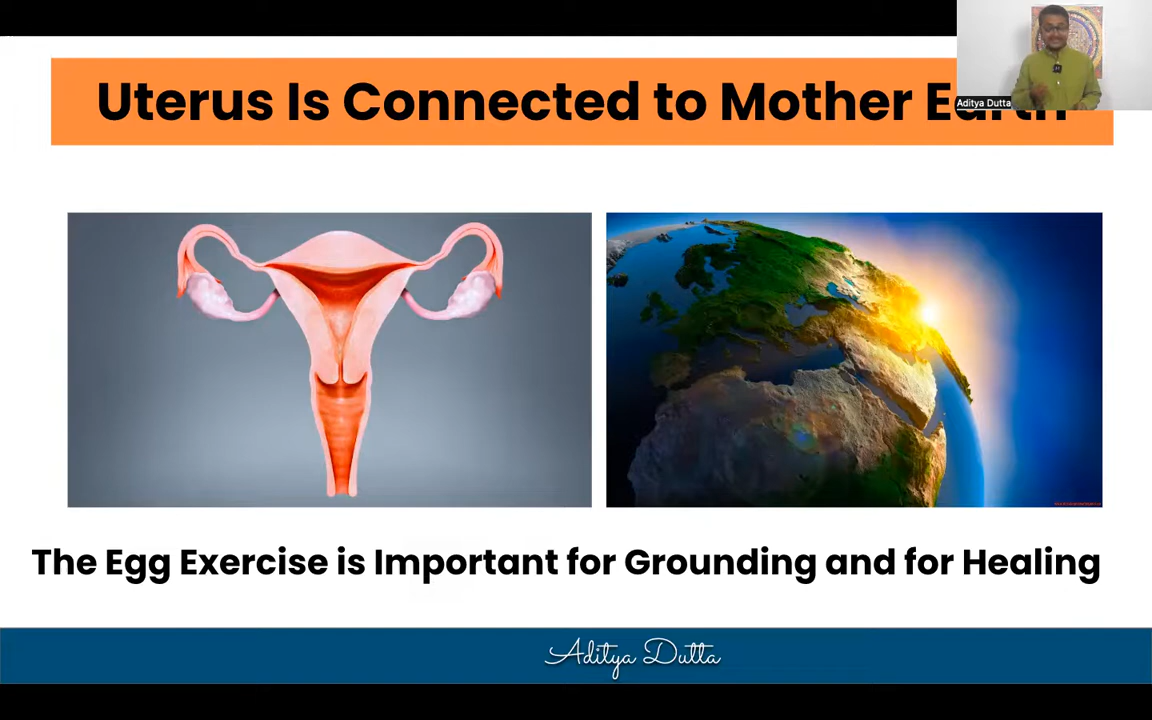 Uterus Is Connected to Mother Earth
Aditya Dutta
The Egg Exercise is Important for Grounding and for Healing
Aditya Dutta